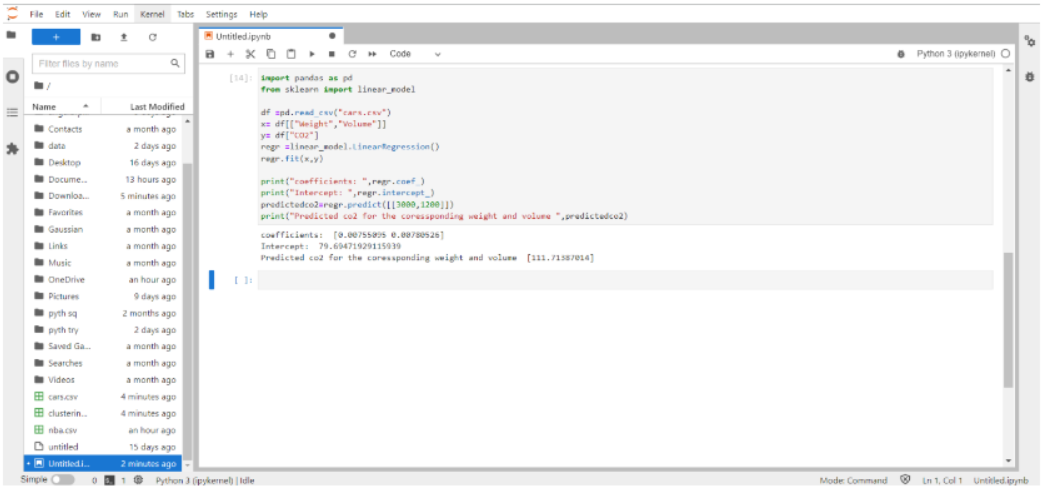 File Edit View Run Kernel Tabs Settings Help
Untitled.ipynb
Code
Python 3 (ipykernel)
Filter files by name
/
Name Last Modified
Contacts a month ago
data 2 days ago
Desktop 16 days ago
Docume... 13 hours ago
Downloa... 5 minutes ago
Favorites a month ago
Gaussian a month ago
Links a month ago
Music a month ago
OneDrive an hour ago
Pictures 9 days ago
pyth sq 2 months ago
pyth try 2 days ago
Saved Ga... a month ago
Searches a month ago
Videos a month ago
cars.csv 4 minutes ago
clusterin... 4 minutes ago
nba.csv an hour ago
untitled 15 days ago
Untitled.i... 2 minutes ago
[14]: import pandas as pd
from sklearn import linear_model
df =pd.read_csv("cars.csv")
x= df[["Weight","Volume"]]
y= df["CO2"]
regr =linear_model.LinearRegression()
regr.fit(x,y)
print("coefficients: ",regr.coef_)
print("Intercept: ",regr.intercept_)
predictedco2=regr.predict([[3000,1200]])
print("Predicted co2 for the coressponding weight and volume ",predictedco2)
coefficients: [0.00755095 0.00780526]
Intercept: 79.69471929115939
Predicted co2 for the coressponding weight and volume [111.71387014]
[ ]:
Simple 0 1 Python 3 (ipykernel) | Idle
Mode: Command Ln 1, Col 1 Untitled.ipynb